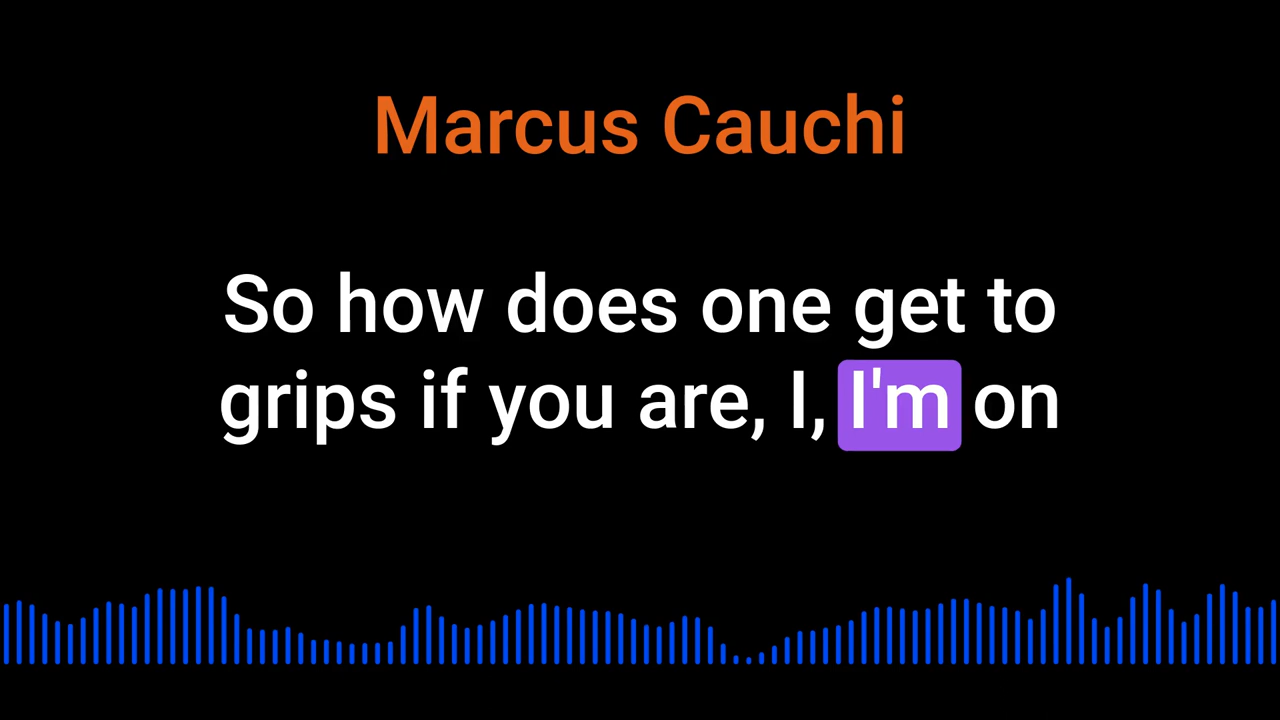 Marcus Cauchi
So how does one get to
grips if you are, I, I'm on